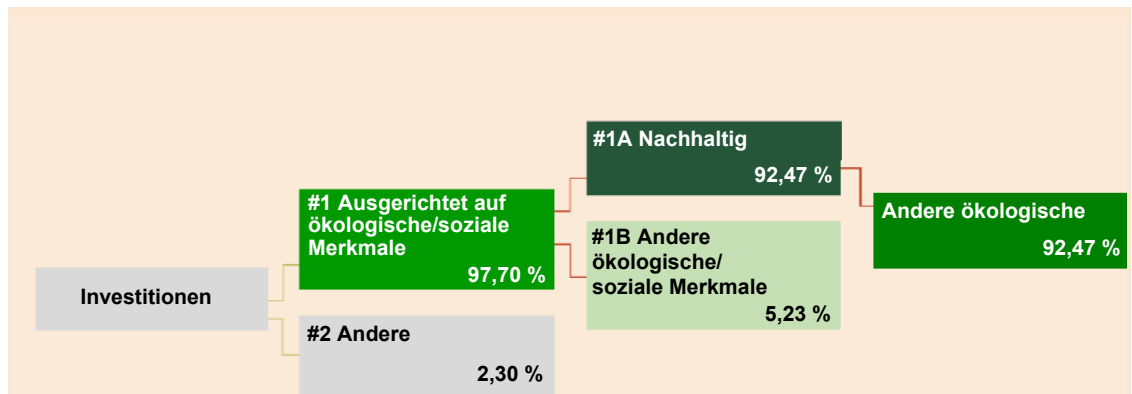 Investitionen
#1 Ausgerichtet auf
ökologische/soziale
Merkmale
97,70 %
#2 Andere
2,30 %
#1A Nachhaltig
92,47 %
#1B Andere
ökologische/
soziale Merkmale
5,23 %
Andere ökologische
92,47 %